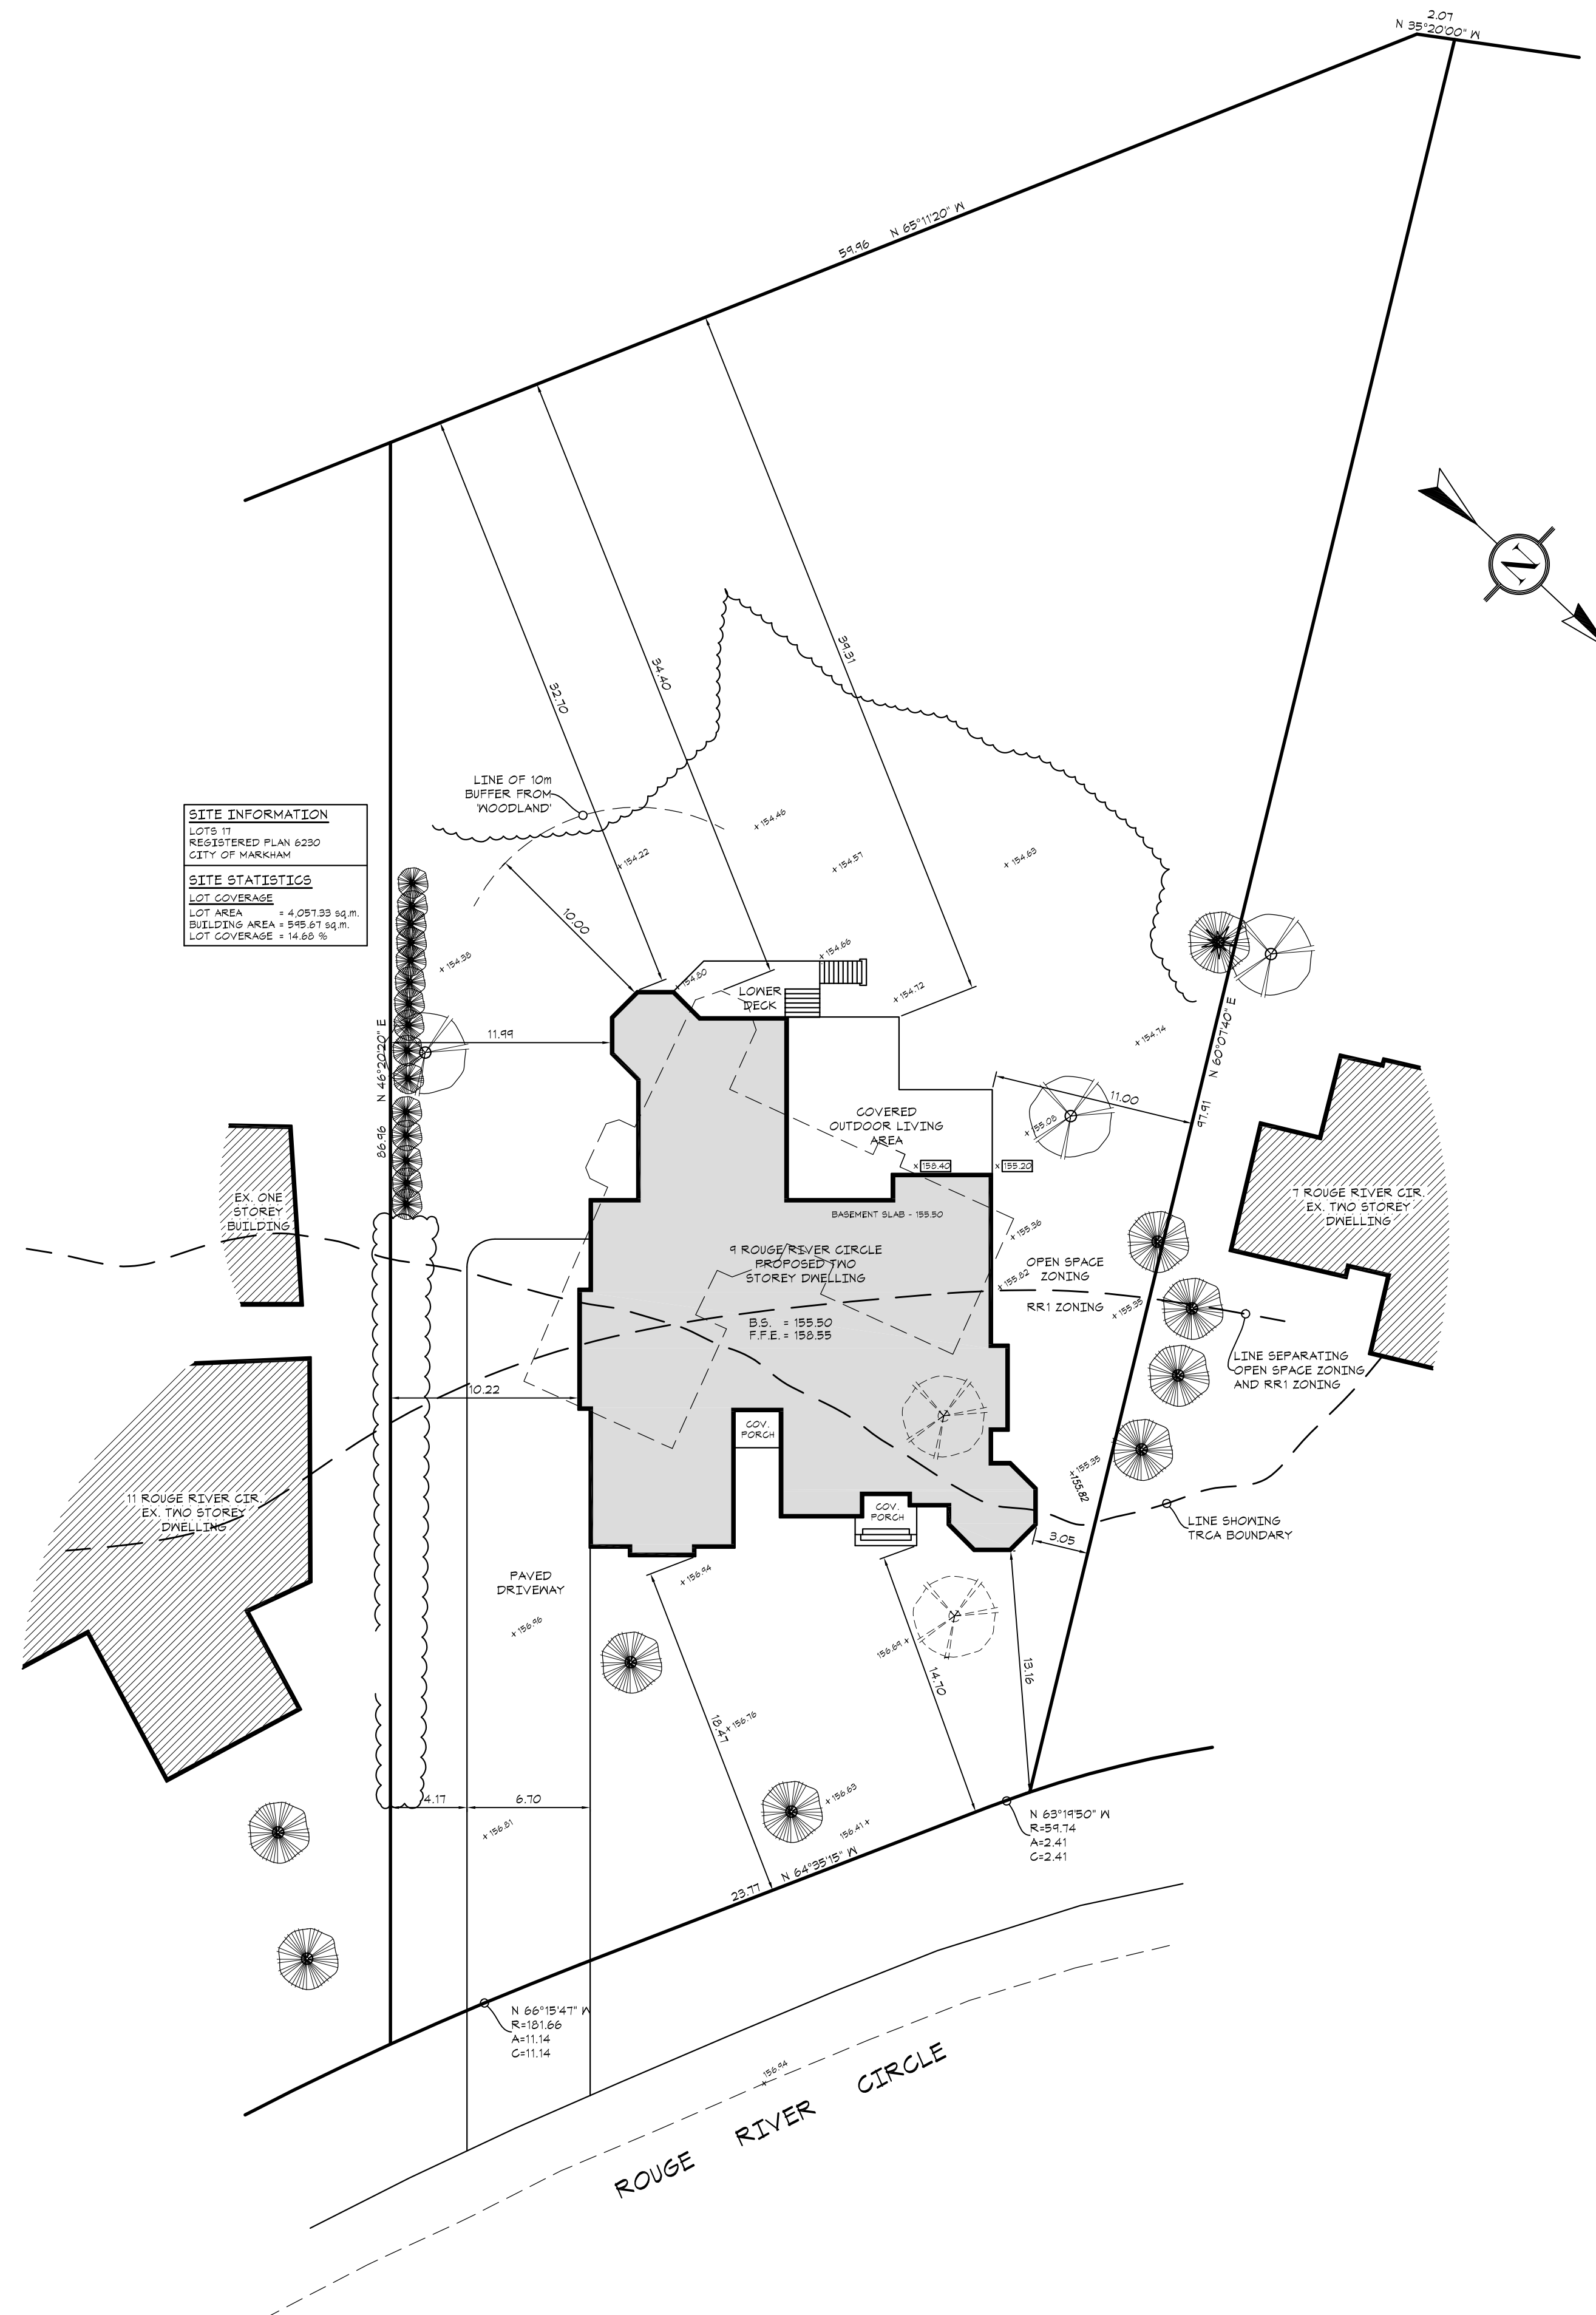 2.07
N 35°20'00" W
59.96 N 65°11'20" W
32.70
34.40
39.31
N
LINE OF 10m
BUFFER FROM
'WOODLAND'
SITE INFORMATION
LOTS 17
REGISTERED PLAN 6230
CITY OF MARKHAM
SITE STATISTICS
LOT COVERAGE
LOT AREA = 4,057.33 sq.m.
BUILDING AREA = 595.67 sq.m.
LOT COVERAGE = 14.68 %
x 154.46
x 154.22
x 154.57
x 154.63
10.00
x 154.38
x 154.66
154.80
x 154.72
LOWER
DECK
x 154.74
11.99
86.96 N 46°20'20" E
97.91 N 60°07'40" E
11.00
x 155.08
COVERED
OUTDOOR LIVING
AREA
x 158.40
x 155.20
EX. ONE
STOREY
BUILDING
7 ROUGE RIVER CIR.
EX. TWO STOREY
DWELLING
BASEMENT SLAB - 155.50
x 155.36
9 ROUGE RIVER CIRCLE
PROPOSED TWO
STOREY DWELLING
OPEN SPACE
ZONING
x 155.82
RR1 ZONING
x 155.35
B.S. = 155.50
F.F.E. = 158.55
LINE SEPARATING
OPEN SPACE ZONING
AND RR1 ZONING
10.22
COV.
PORCH
x 155.35
x 155.82
11 ROUGE RIVER CIR.
EX. TWO STOREY
DWELLING
COV.
PORCH
LINE SHOWING
TRCA BOUNDARY
3.05
PAVED
DRIVEWAY
x 156.94
x 156.96
156.69 x
14.70
13.16
18.47
x 156.76
4.17
6.70
x 156.63
x 156.81
156.41 x
N 63°19'50" W
R=59.74
A=2.41
C=2.41
23.77 N 64°35'15" W
N 66°15'47" W
R=181.66
A=11.14
C=11.14
x 156.94
ROUGE RIVER CIRCLE